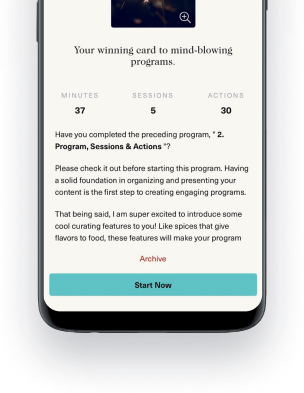 Your winning card to mind-blowing
programs.
MINUTES SESSIONS ACTIONS
37 5 30
Have you completed the preceding program, " 2.
Program, Sessions & Actions "?
Please check it out before starting this program. Having
a solid foundation in organizing and presenting your
content is the first step to creating engaging programs.
That being said, I am super excited to introduce some
cool curating features to you! Like spices that give
flavors to food, these features will make your program
Archive
Start Now